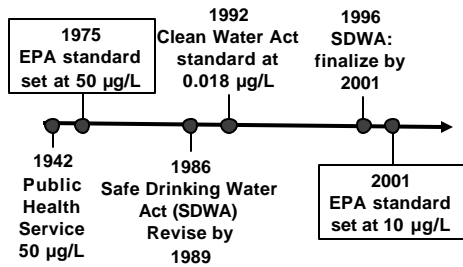 1975
EPA standard
set at 50 µg/L
1992
Clean Water Act
standard at
0.018 µg/L
1996
SDWA:
finalize by
2001
1942
Public
Health
Service
50 µg/L
1986
Safe Drinking Water
Act (SDWA)
Revise by
1989
2001
EPA standard
set at 10 µg/L